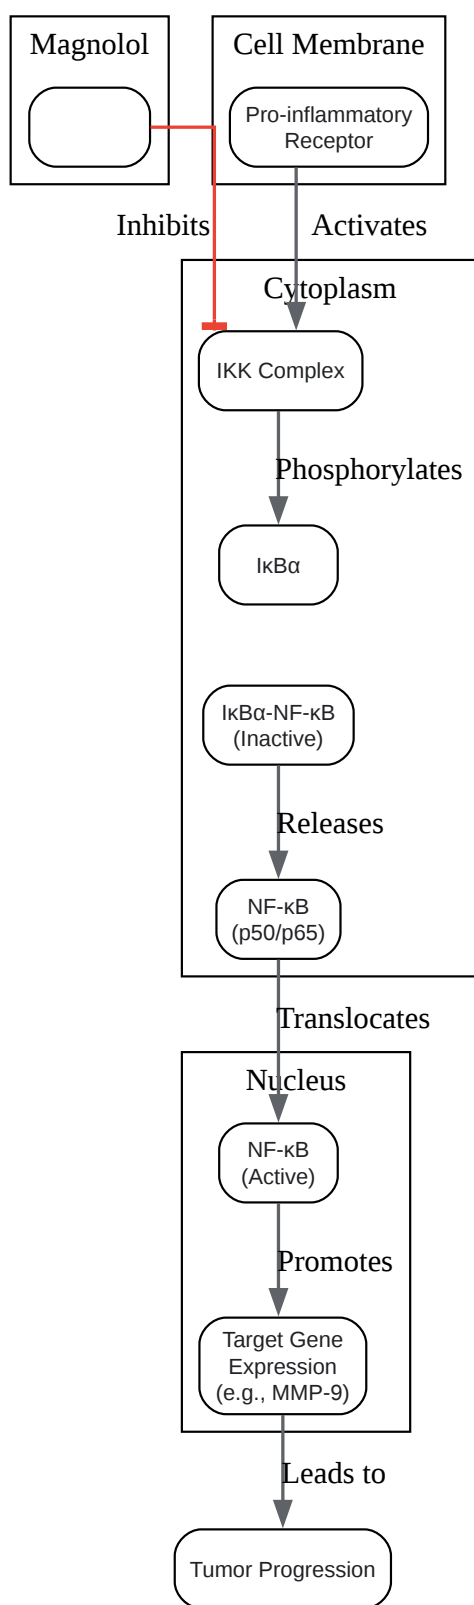 Magnolol
Cell Membrane
Pro-inflammatory
Receptor
Inhibits
Activates
Cytoplasm
IKK Complex
Phosphorylates
IκBα
IκBα-NF-κB
(Inactive)
Releases
NF-κB
(p50/p65)
Translocates
Nucleus
NF-κB
(Active)
Promotes
Target Gene
Expression
(e.g., MMP-9)
Leads to
Tumor Progression